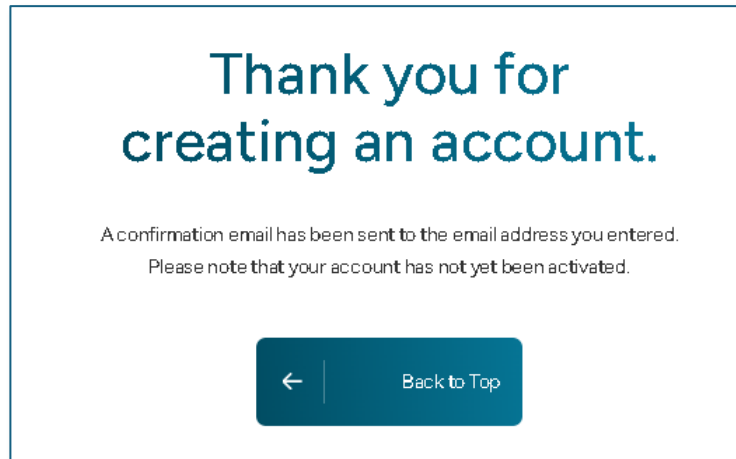 Thank you for
creating an account.
A confirmation email has been sent to the email address you entered.
Please note that your account has not yet been activated.
Back to Top